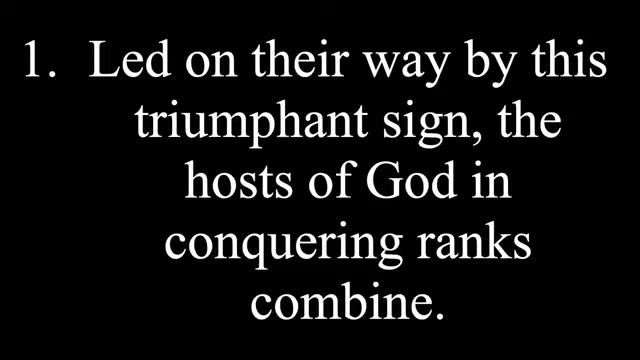 1. Led on their way by this
triumphant sign, the
hosts of God in
conquering ranks
combine.